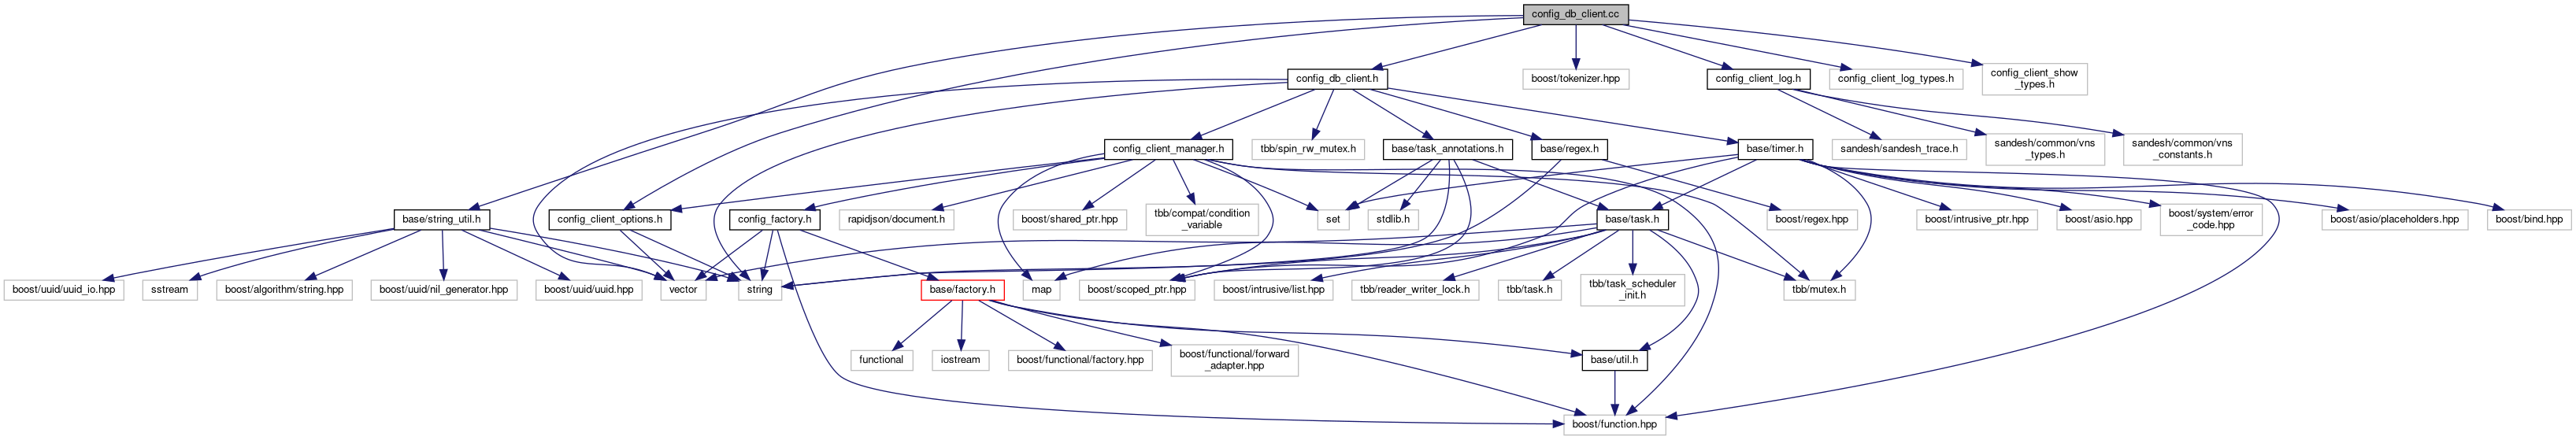 config_db_client.cc
config_db_client.h
boost/tokenizer.hpp
config_client_log.h
config_client_log_types.h
config_client_show
_types.h
config_client_manager.h
tbb/spin_rw_mutex.h
base/task_annotations.h
base/regex.h
base/timer.h
sandesh/sandesh_trace.h
sandesh/common/vns
_types.h
sandesh/common/vns
_constants.h
base/string_util.h
config_client_options.h
config_factory.h
rapidjson/document.h
boost/shared_ptr.hpp
tbb/compat/condition
_variable
set
stdlib.h
base/task.h
boost/regex.hpp
boost/intrusive_ptr.hpp
boost/asio.hpp
boost/system/error
_code.hpp
boost/asio/placeholders.hpp
boost/bind.hpp
boost/uuid/uuid_io.hpp
sstream
boost/algorithm/string.hpp
boost/uuid/nil_generator.hpp
boost/uuid/uuid.hpp
vector
string
base/factory.h
map
boost/scoped_ptr.hpp
boost/intrusive/list.hpp
tbb/reader_writer_lock.h
tbb/task.h
tbb/task_scheduler
_init.h
tbb/mutex.h
functional
iostream
boost/functional/factory.hpp
boost/functional/forward
_adapter.hpp
base/util.h
boost/function.hpp